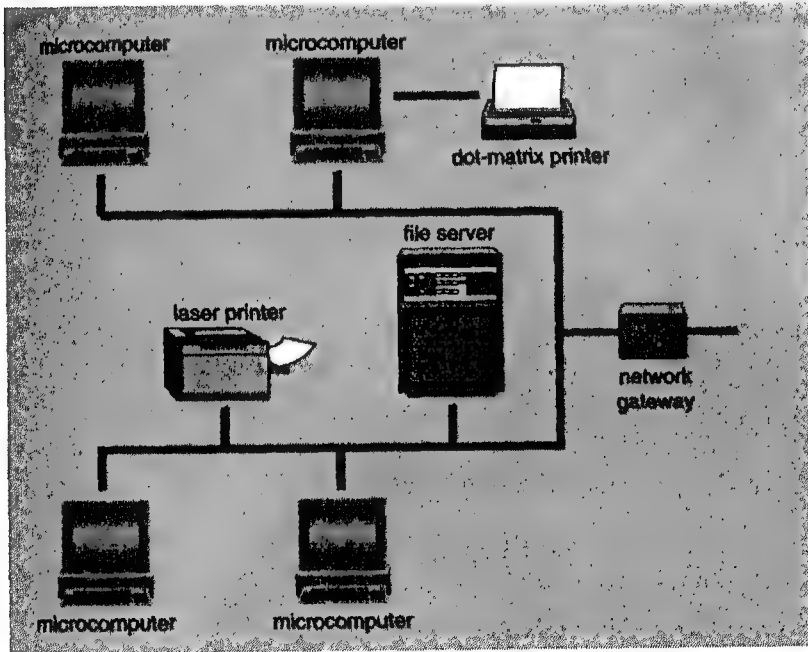 microcomputer
microcomputer
dot-matrix printer
file server
laser printer
network
gateway
microcomputer
microcomputer